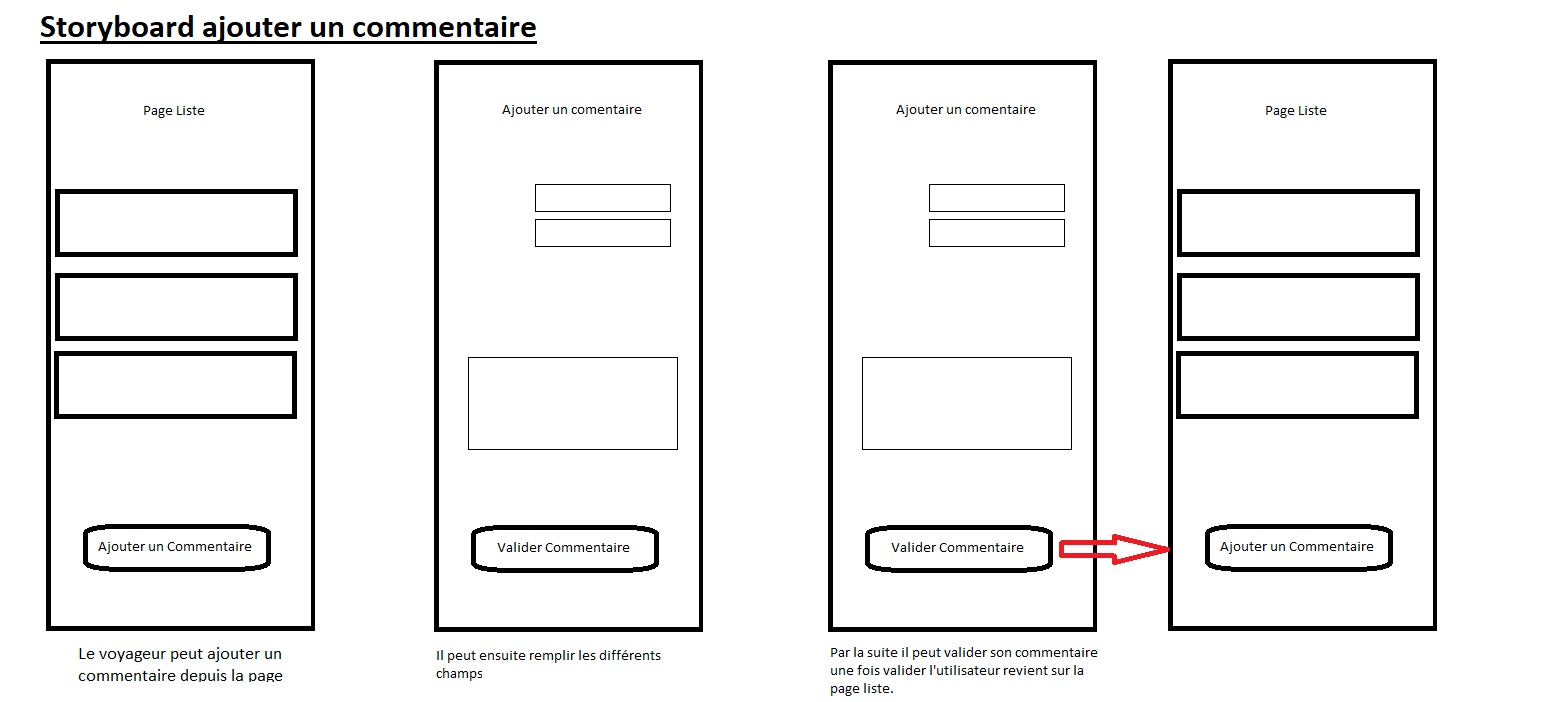 Storyboard ajouter un commentaire
Page Liste
Ajouter un Commentaire
Le voyageur peut ajouter un
commentaire depuis la page
Ajouter un comentaire
Valider Commentaire
Il peut ensuite remplir les différents
champs
Ajouter un comentaire
Valider Commentaire
Par la suite il peut valider son commentaire
une fois valider l'utilisateur revient sur la
page liste.
Page Liste
Ajouter un Commentaire